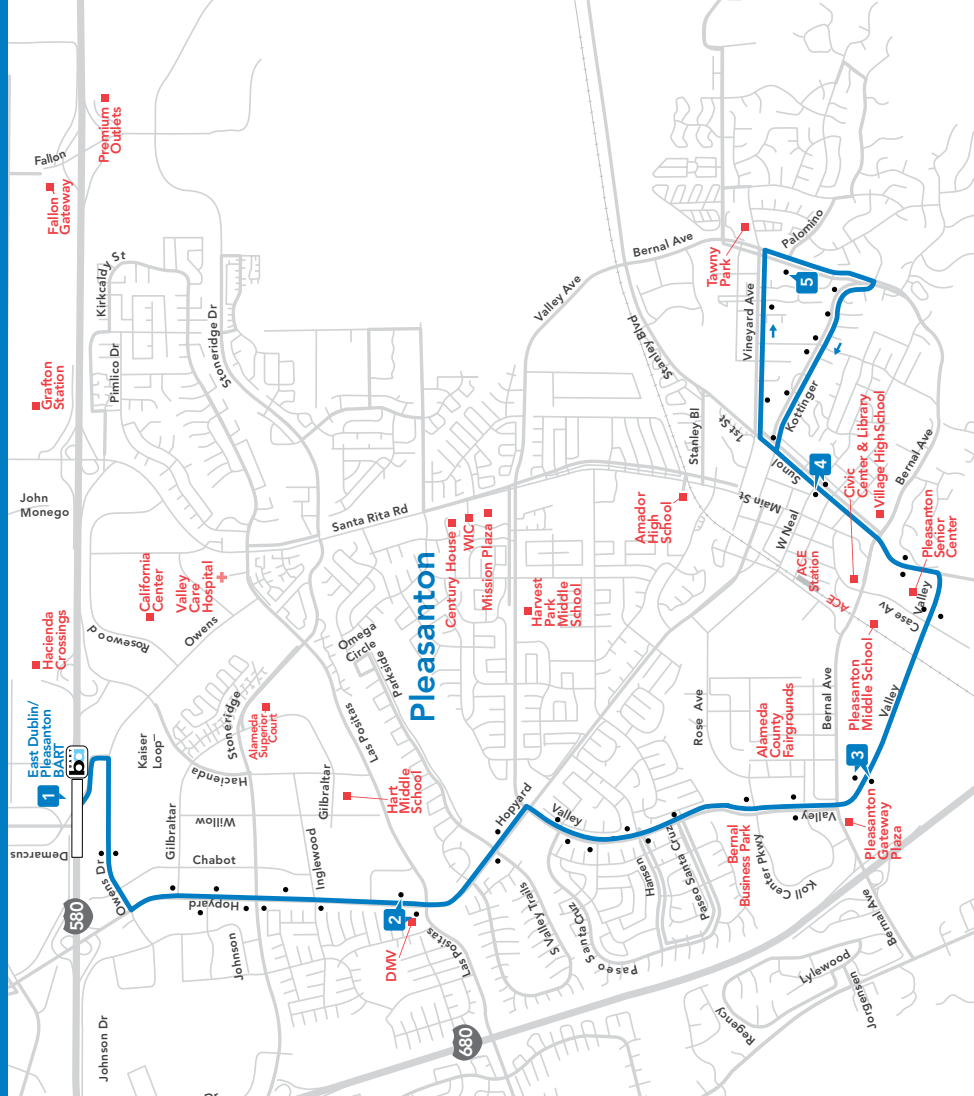 Fallon
Premium
Outlets
Fallon
Gateway
Kirkcaldy St
Pimilico Dr
Stoneridge Dr
Grafton
Station
John
Monego
Santa Rita Rd
California
Center
Valley
Care
Hospital
Hacienda
Crossings
Rosewood
Owens
East Dublin/
Pleasanton
BART
1
b
Demarcus
580
Owens Dr
Kaiser
Loop
Stoneridge
Alameda
Superior
Court
Hacienda
Gilbraltar
Willow
Gilbraltar
Chabot
Inglewood
Hopyard
Johnson
Johnson Dr
Dr
Hart
Middle
School
Las Positas
Omega
Circle
Parkside
Pleasanton
Century House
WIC
Mission Plaza
Harvest
Park
Middle
School
2
DMV
Las Positas
680
Hopyard
Valley
S Valley Trails
Paseo Santa Cruz
Hansen
Paseo Santa Cruz
Rose Ave
Bernal
Business Park
Koll Center Pkwy
Valley
Alameda
County
Fairgrounds
Bernal Ave
3
Pleasanton
Gateway
Plaza
Bernal Ave
Lylewood
Jorgensen
Regency
Pleasanton
Middle School
Valley
Case Av
Valley
Pleasanton
Senior
Center
ACE
Station
ACE
W Neal
Main St
Amador
High
School
Stanley Bl
1st St
Sunol
4
Civic
Center & Library
Village High School
Bernal Ave
Kottinger
Vineyard Ave
5
Palomino
Tawny
Park
Bernal Ave
Valley Ave
Stanley Blvd